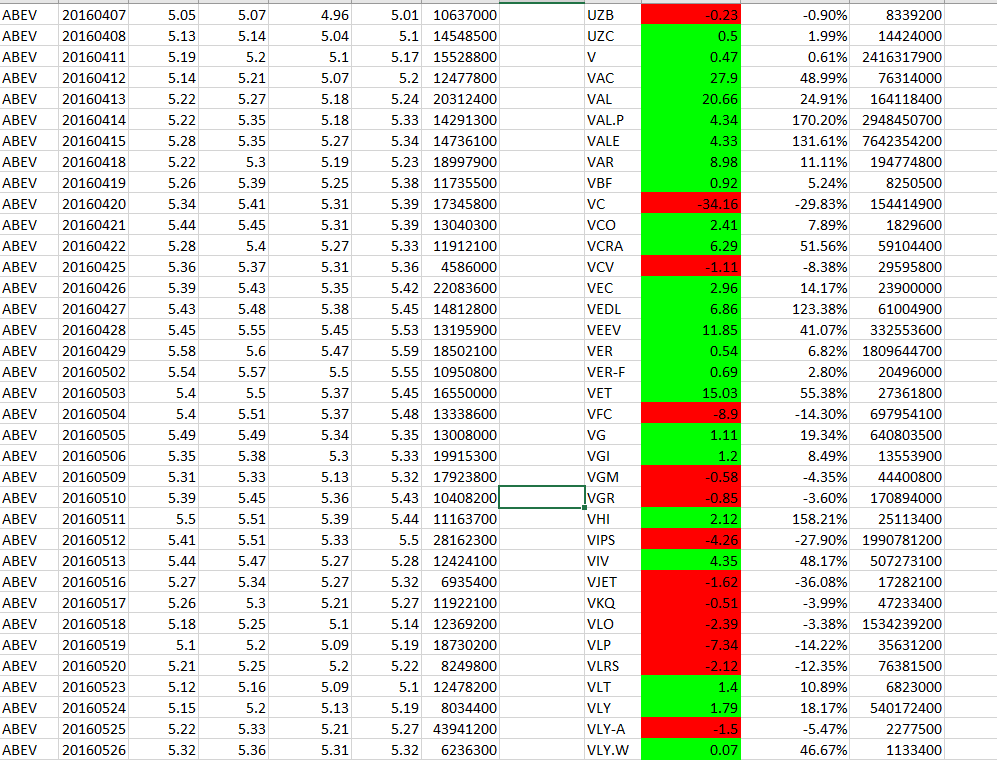 ABEV 20160407 5.05 5.07 4.96 5.01 10637000 UZB -0.23 -0.90% 8339200
ABEV 20160408 5.13 5.14 5.04 5.1 14548500 UZC 0.5 1.99% 14424000
ABEV 20160411 5.19 5.2 5.1 5.17 15528800 V 0.47 0.61% 2416317900
ABEV 20160412 5.14 5.21 5.07 5.2 12477800 VAC 27.9 48.99% 76314000
ABEV 20160413 5.22 5.27 5.18 5.24 20312400 VAL 20.66 24.91% 164118400
ABEV 20160414 5.22 5.35 5.18 5.33 14291300 VAL.P 4.34 170.20% 2948450700
ABEV 20160415 5.28 5.35 5.27 5.34 14736100 VALE 4.33 131.61% 7642354200
ABEV 20160418 5.22 5.3 5.19 5.23 18997900 VAR 8.98 11.11% 194774800
ABEV 20160419 5.26 5.39 5.25 5.38 11735500 VBF 0.92 5.24% 8250500
ABEV 20160420 5.34 5.41 5.31 5.39 17345800 VC -34.16 -29.83% 154414900
ABEV 20160421 5.44 5.45 5.31 5.39 13040300 VCO 2.41 7.89% 1829600
ABEV 20160422 5.28 5.4 5.27 5.33 11912100 VCRA 6.29 51.56% 59104400
ABEV 20160425 5.36 5.37 5.31 5.36 4586000 VCV -1.11 -8.38% 29595800
ABEV 20160426 5.39 5.43 5.35 5.42 22083600 VEC 2.96 14.17% 23900000
ABEV 20160427 5.43 5.48 5.38 5.45 14812800 VEDL 6.86 123.38% 61004900
ABEV 20160428 5.45 5.55 5.45 5.53 13195900 VEEV 11.85 41.07% 332553600
ABEV 20160429 5.58 5.6 5.47 5.59 18502100 VER 0.54 6.82% 1809644700
ABEV 20160502 5.54 5.57 5.5 5.55 10950800 VER-F 0.69 2.80% 20496000
ABEV 20160503 5.4 5.5 5.37 5.45 16550000 VET 15.03 55.38% 27361800
ABEV 20160504 5.4 5.51 5.37 5.48 13338600 VFC -8.9 -14.30% 697954100
ABEV 20160505 5.49 5.49 5.34 5.35 13008000 VG 1.11 19.34% 640803500
ABEV 20160506 5.35 5.38 5.3 5.33 19915300 VGI 1.2 8.49% 13553900
ABEV 20160509 5.31 5.33 5.13 5.32 17923800 VGM -0.58 -4.35% 44400800
ABEV 20160510 5.39 5.45 5.36 5.43 10408200 VGR -0.85 -3.60% 170894000
ABEV 20160511 5.5 5.51 5.39 5.44 11163700 VHI 2.12 158.21% 25113400
ABEV 20160512 5.41 5.51 5.33 5.5 28162300 VIPS -4.26 -27.90% 1990781200
ABEV 20160513 5.44 5.47 5.27 5.28 12424100 VIV 4.35 48.17% 507273100
ABEV 20160516 5.27 5.34 5.27 5.32 6935400 VJET -1.62 -36.08% 17282100
ABEV 20160517 5.26 5.3 5.21 5.27 11922100 VKQ -0.51 -3.99% 47233400
ABEV 20160518 5.18 5.25 5.1 5.14 12369200 VLO -2.39 -3.38% 1534239200
ABEV 20160519 5.1 5.2 5.09 5.19 18730200 VLP -7.34 -14.22% 35631200
ABEV 20160520 5.21 5.25 5.2 5.22 8249800 VLRS -2.12 -12.35% 76381500
ABEV 20160523 5.12 5.16 5.09 5.1 12478200 VLT 1.4 10.89% 6823000
ABEV 20160524 5.15 5.2 5.13 5.19 8034400 VLY 1.79 18.17% 540172400
ABEV 20160525 5.22 5.33 5.21 5.27 43941200 VLY-A -1.5 -5.47% 2277500
ABEV 20160526 5.32 5.36 5.31 5.32 6236300 VLY.W 0.07 46.67% 1133400